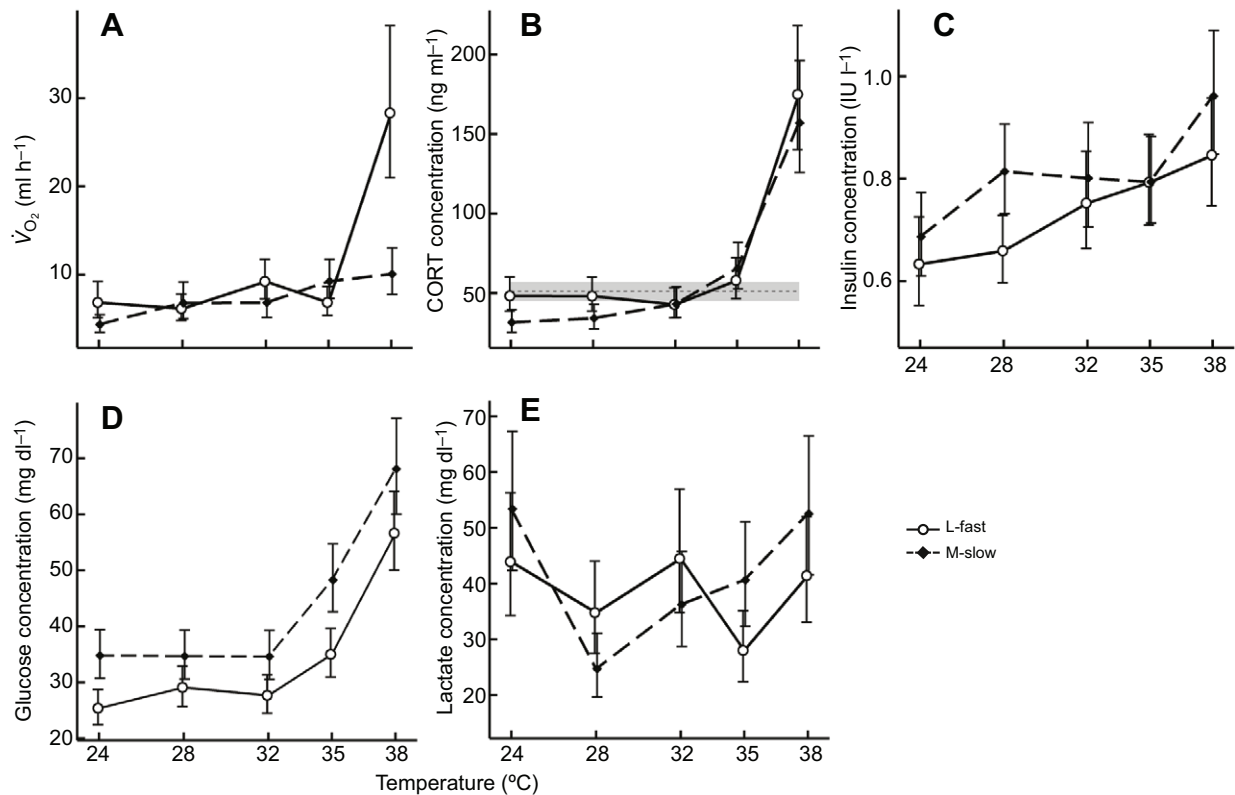 A
V̇O₂ (ml h⁻¹)
30
20
10
B
CORT concentration (ng ml⁻¹)
200
150
100
50
C
Insulin concentration (IU l⁻¹)
1.0
0.8
0.6
24 28 32 35 38
D
Glucose concentration (mg dl⁻¹)
70
60
50
40
30
20
24 28 32 35 38
E
Lactate concentration (mg dl⁻¹)
70
60
50
40
30
20
24 28 32 35 38
Temperature (ºC)
L-fast
M-slow